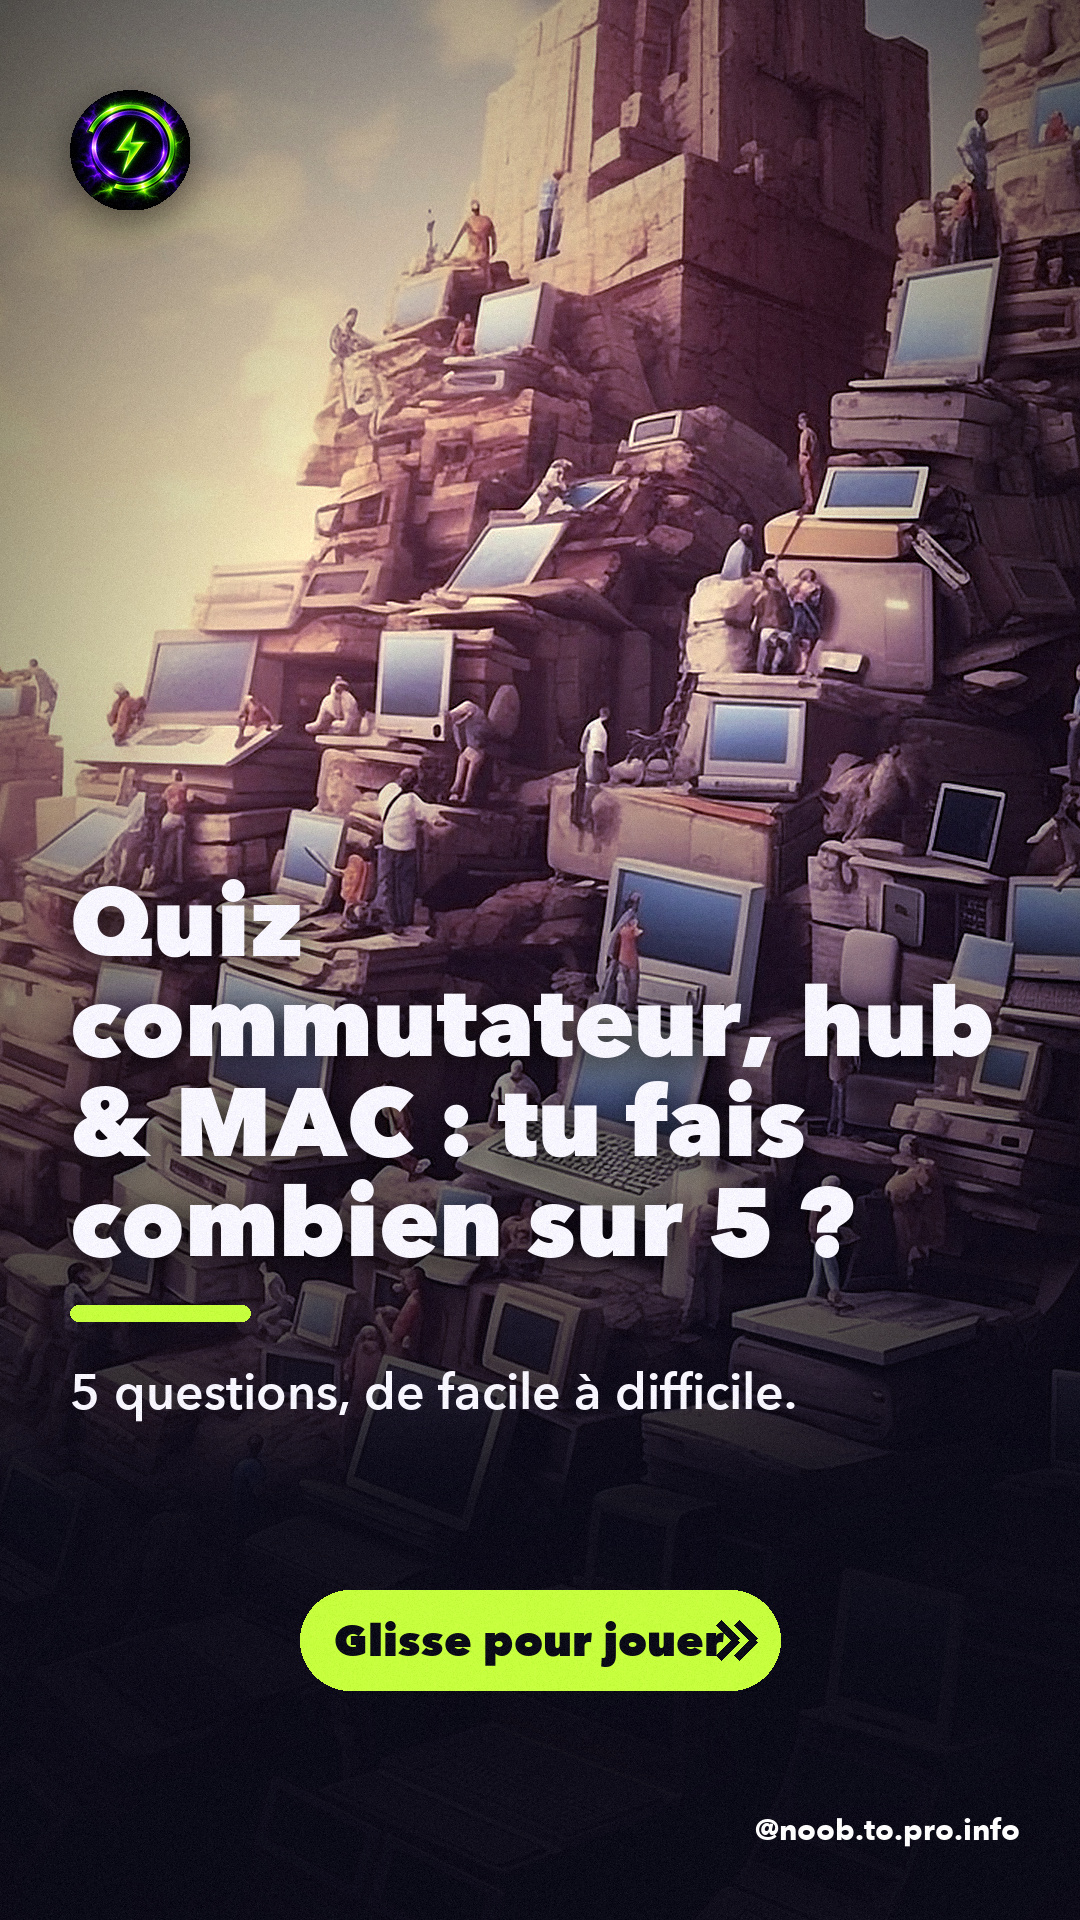 Quiz
commutateur, hub
& MAC : tu fais
combien sur 5 ?
5 questions, de facile à difficile.
Glisse pour jouer
@noob.to.pro.info